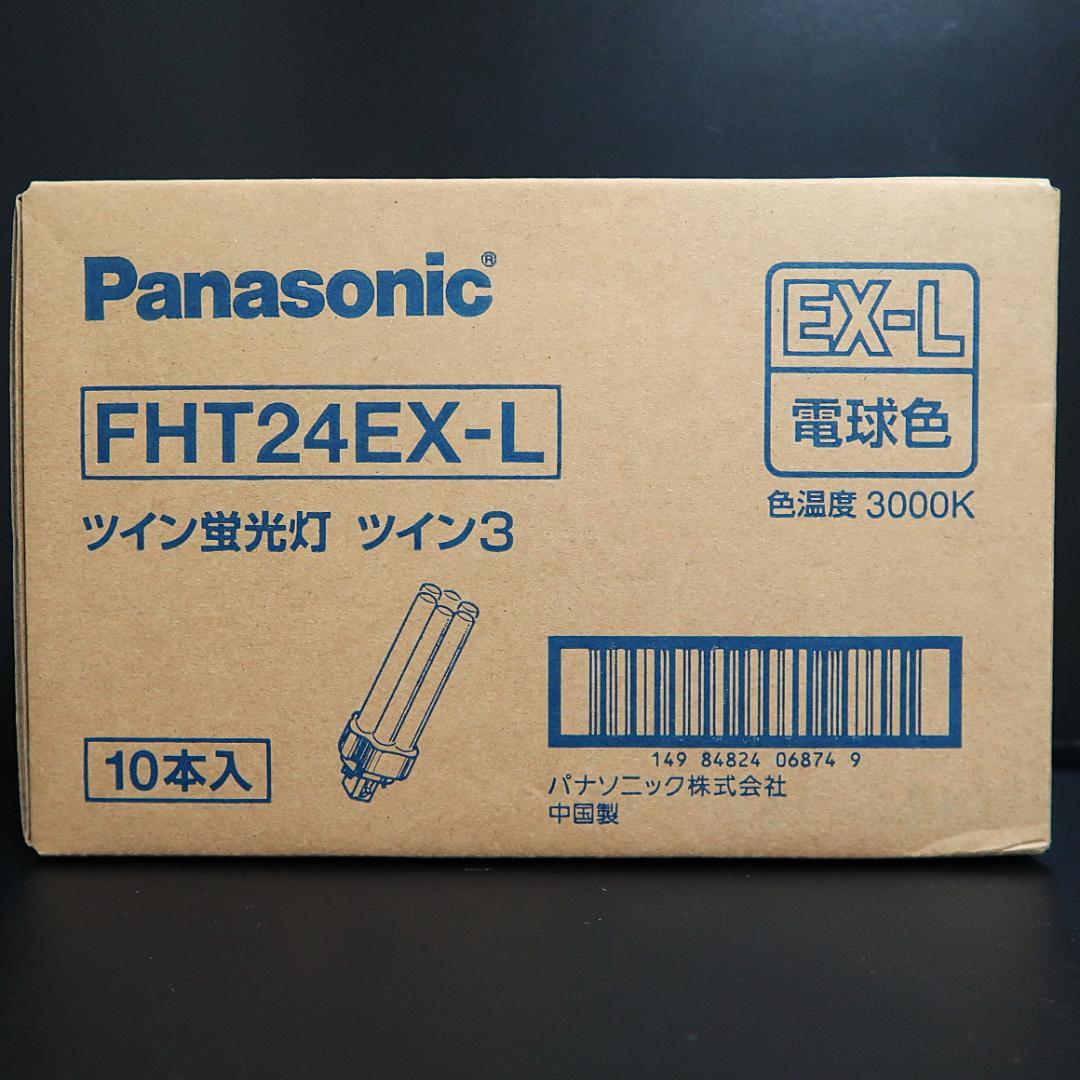 Panasonic®
FHT24EX-L
ツイン蛍光灯 ツイン3
10本入
EX-L
電球色
色温度 3000K
149 84824 06874 9
パナソニック株式会社
中国製